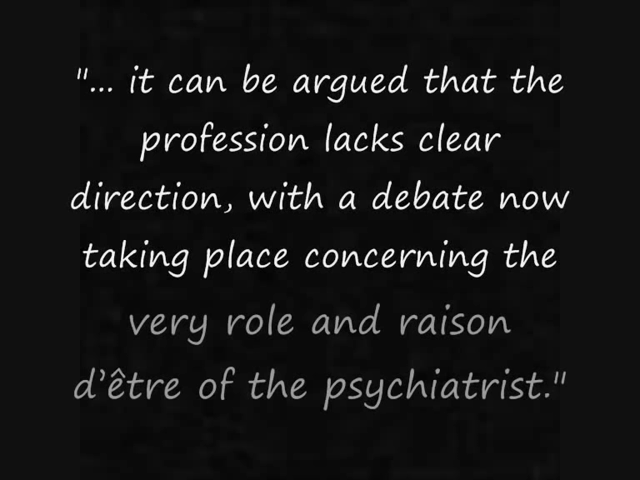 "... it can be argued that the
profession lacks clear
direction, with a debate now
taking place concerning the
very role and raison
d’être of the psychiatrist."